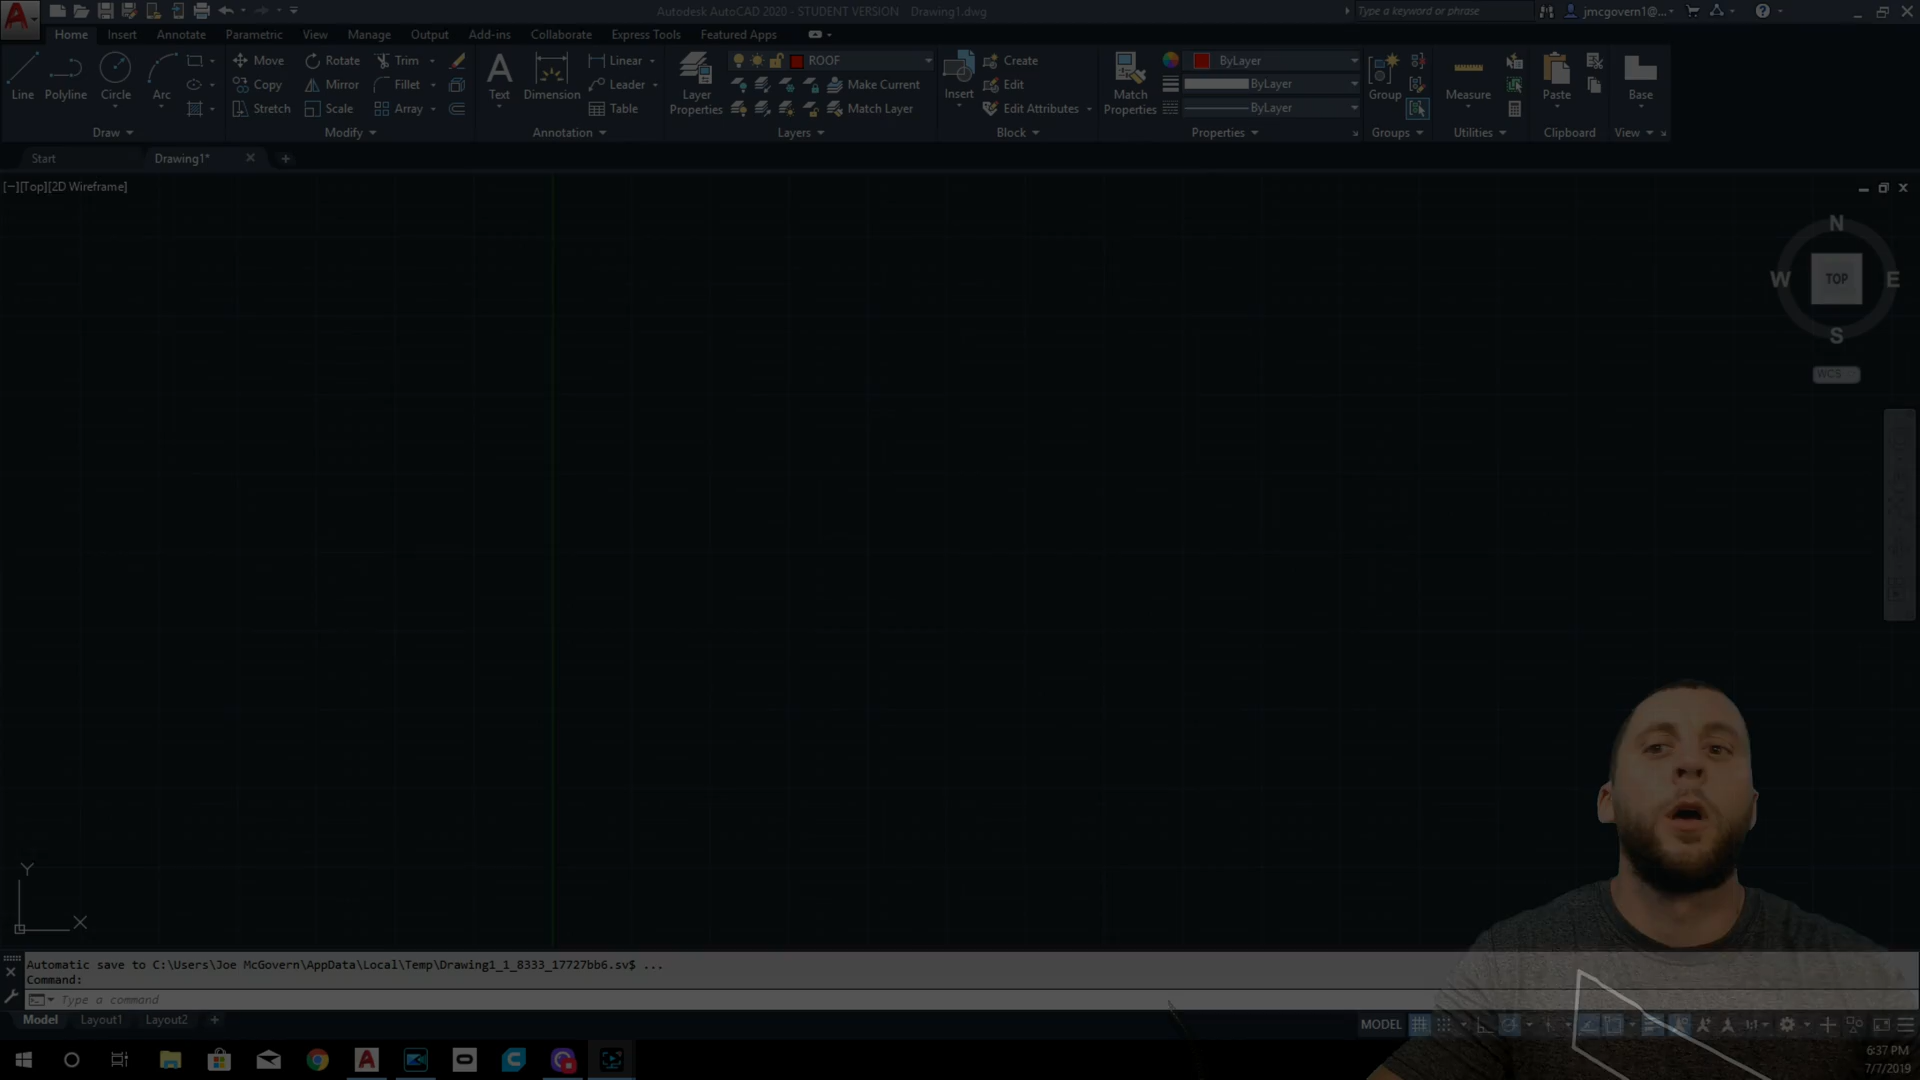 Autodesk AutoCAD 2020 - STUDENT VERSION Drawing1.dwg
Type a keyword or phrase
jmcgovern1@...
Home Insert Annotate Parametric View Manage Output Add-ins Collaborate Express Tools Featured Apps
Line Polyline Circle Arc
Move Rotate Trim
Copy Mirror Fillet
Stretch Scale Array
Text Dimension
Linear
Leader
Table
Layer Properties
ROOF
Make Current
Match Layer
Insert
Create
Edit
Edit Attributes
Match Properties
ByLayer
ByLayer
ByLayer
Group
Measure
Paste
Base
Draw Modify Annotation Layers Block Properties Groups Utilities Clipboard View
Start Drawing1*
[−][Top][2D Wireframe]
N
W TOP E
S
WCS
Y
X
Automatic save to C:\Users\Joe McGovern\AppData\Local\Temp\Drawing1_1_8333_17727bb6.sv$ ...
Command:
Type a command
Model Layout1 Layout2
MODEL
1:1
6:37 PM
7/7/2019